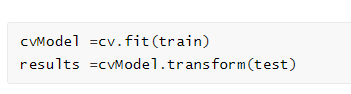 cvModel =cv.fit(train)
results =cvModel.transform(test)